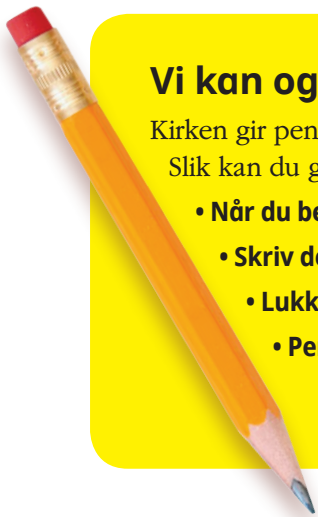 Vi kan og
Kirken gir pen
Slik kan du g
• Når du be
• Skriv de
• Lukk
• Pe